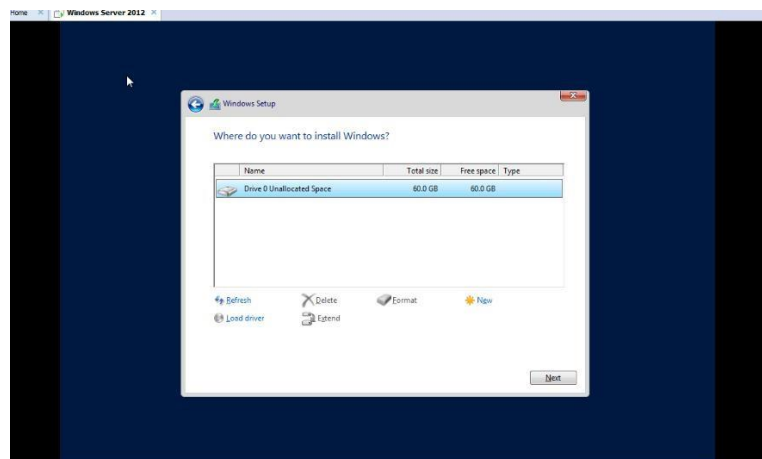 Home Windows Server 2012
Windows Setup
Where do you want to install Windows?
Name Total size Free space Type
Drive 0 Unallocated Space 60.0 GB 60.0 GB
Refresh Delete Format New
Load driver Extend
Next